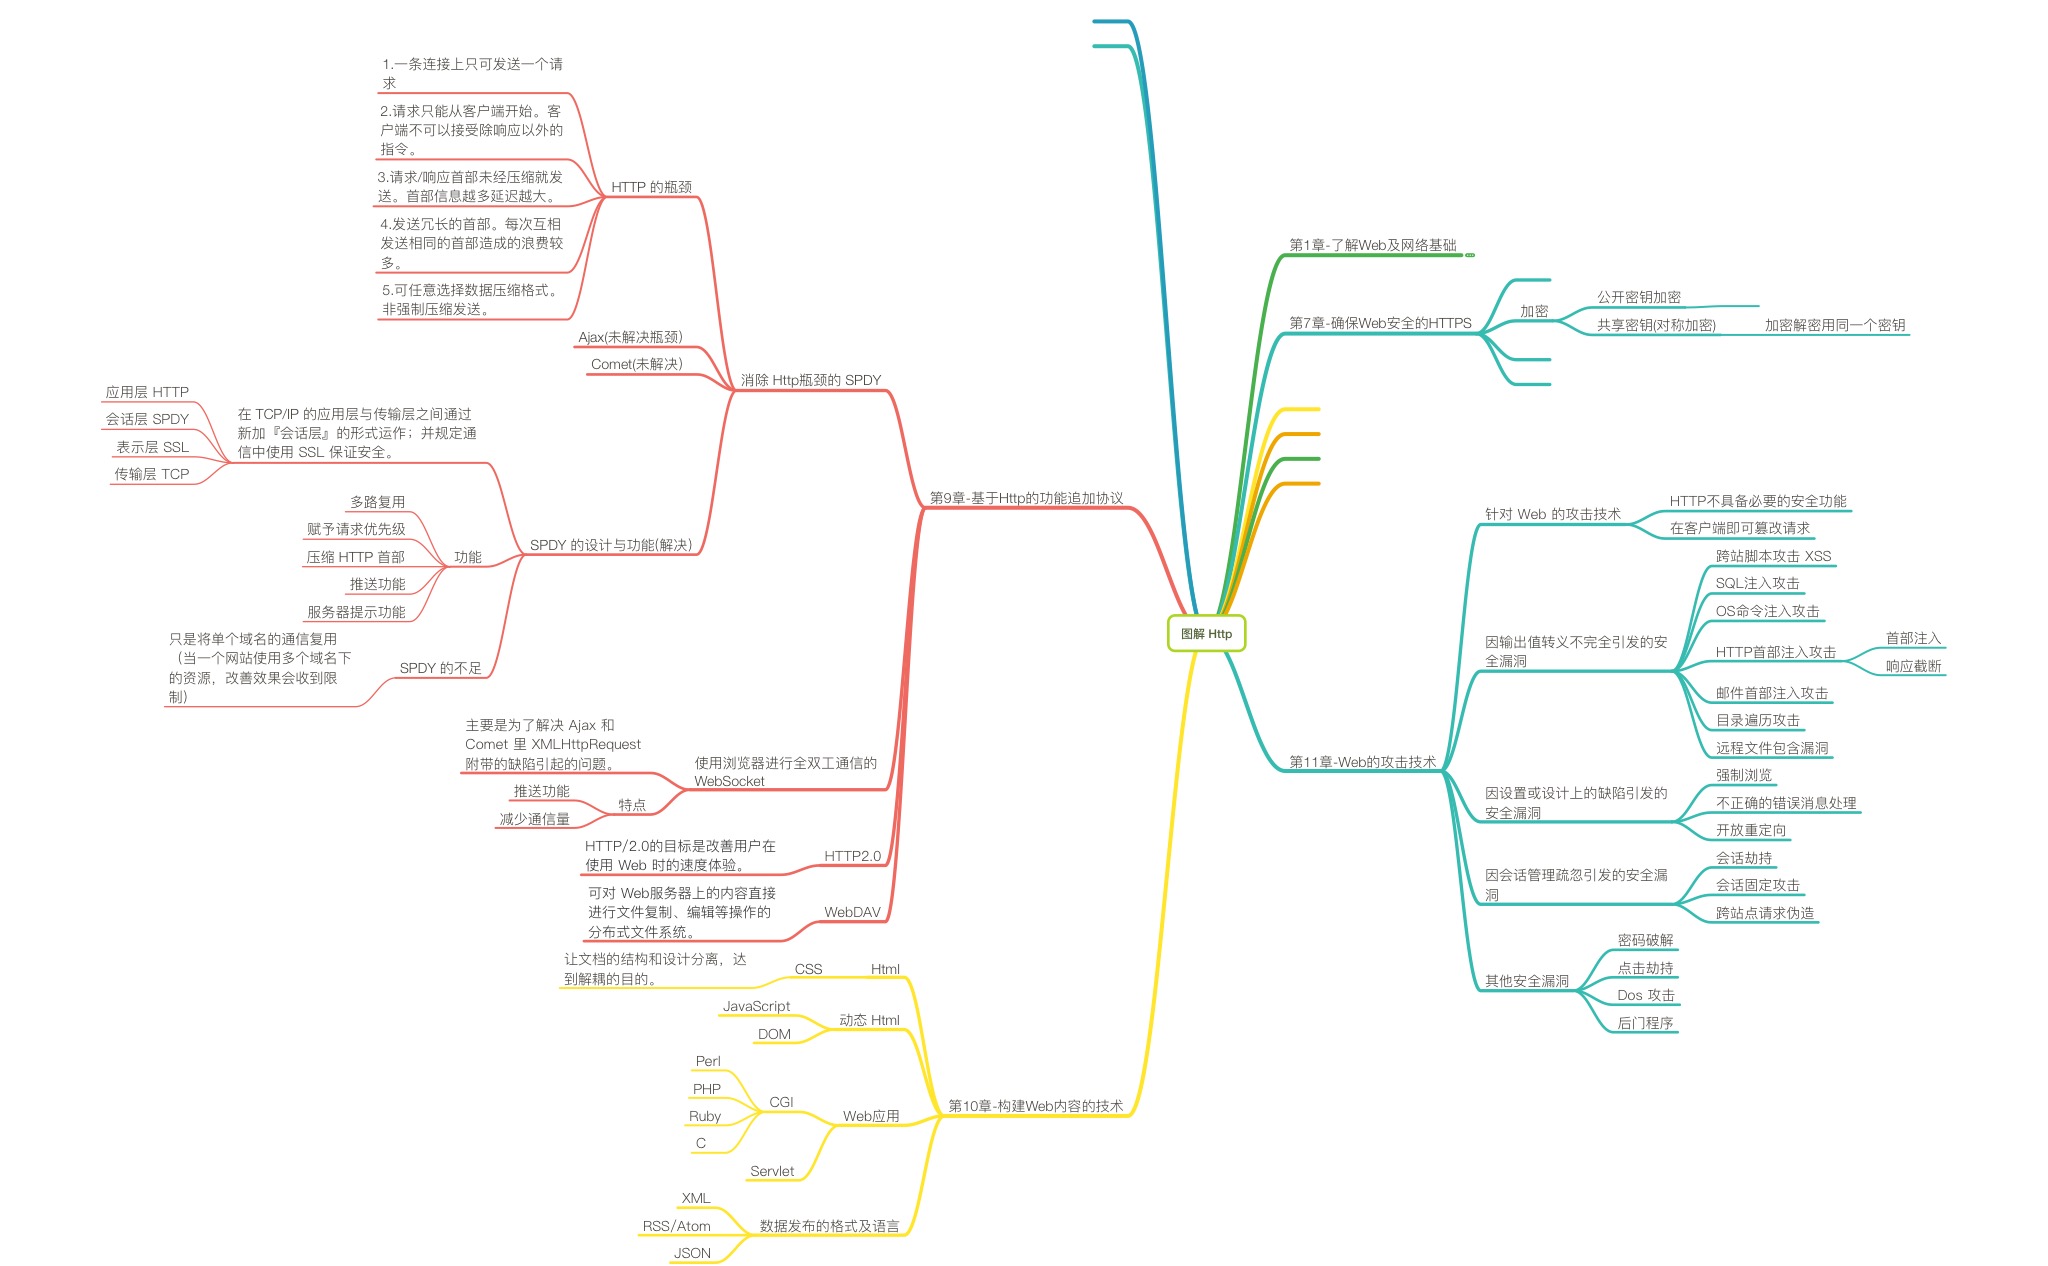 图解 Http
第1章-了解Web及网络基础
第7章-确保Web安全的HTTPS
加密
公开密钥加密
共享密钥(对称加密)
加密解密用同一个密钥
第11章-Web的攻击技术
针对 Web 的攻击技术
HTTP不具备必要的安全功能
在客户端即可篡改请求
因输出值转义不完全引发的安
全漏洞
跨站脚本攻击 XSS
SQL注入攻击
OS命令注入攻击
HTTP首部注入攻击
首部注入
响应截断
邮件首部注入攻击
目录遍历攻击
远程文件包含漏洞
因设置或设计上的缺陷引发的
安全漏洞
强制浏览
不正确的错误消息处理
开放重定向
因会话管理疏忽引发的安全漏
洞
会话劫持
会话固定攻击
跨站点请求伪造
其他安全漏洞
密码破解
点击劫持
Dos 攻击
后门程序
第9章-基于Http的功能追加协议
消除 Http瓶颈的 SPDY
HTTP 的瓶颈
1.一条连接上只可发送一个请
求
2.请求只能从客户端开始。客
户端不可以接受除响应以外的
指令。
3.请求/响应首部未经压缩就发
送。首部信息越多延迟越大。
4.发送冗长的首部。每次互相
发送相同的首部造成的浪费较
多。
5.可任意选择数据压缩格式。
非强制压缩发送。
Ajax(未解决瓶颈）
Comet(未解决）
SPDY 的设计与功能(解决）
在 TCP/IP 的应用层与传输层之间通过
新加『会话层』的形式运作；并规定通
信中使用 SSL 保证安全。
应用层 HTTP
会话层 SPDY
表示层 SSL
传输层 TCP
功能
多路复用
赋予请求优先级
压缩 HTTP 首部
推送功能
服务器提示功能
SPDY 的不足
只是将单个域名的通信复用
（当一个网站使用多个域名下
的资源，改善效果会收到限
制）
使用浏览器进行全双工通信的
WebSocket
主要是为了解决 Ajax 和
Comet 里 XMLHttpRequest
附带的缺陷引起的问题。
特点
推送功能
减少通信量
HTTP2.0
HTTP/2.0的目标是改善用户在
使用 Web 时的速度体验。
WebDAV
可对 Web服务器上的内容直接
进行文件复制、编辑等操作的
分布式文件系统。
第10章-构建Web内容的技术
Html
CSS
让文档的结构和设计分离，达
到解耦的目的。
动态 Html
JavaScript
DOM
Web应用
CGI
Perl
PHP
Ruby
C
Servlet
数据发布的格式及语言
XML
RSS/Atom
JSON